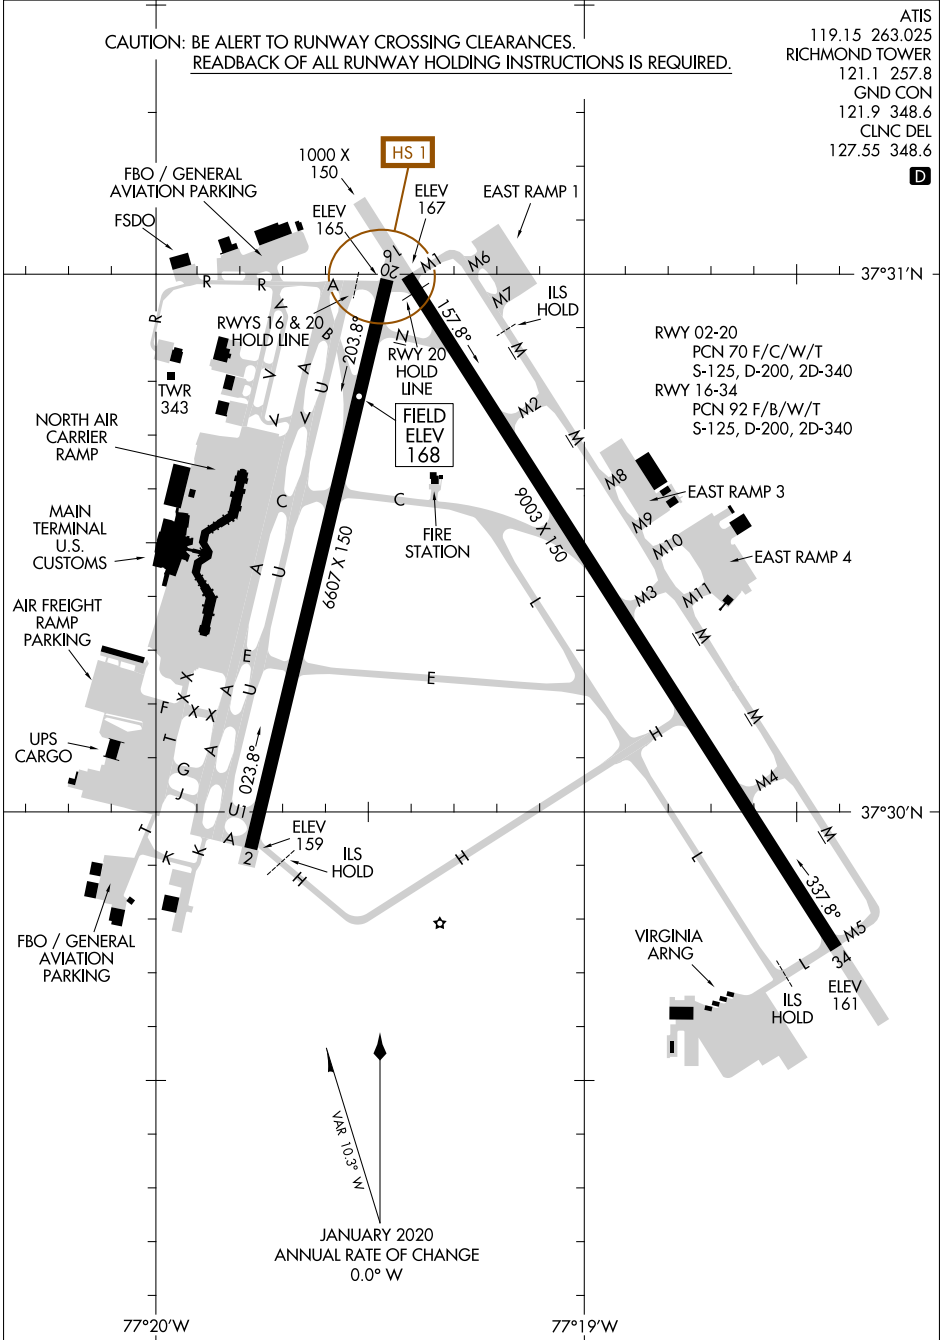 CAUTION: BE ALERT TO RUNWAY CROSSING CLEARANCES.
READBACK OF ALL RUNWAY HOLDING INSTRUCTIONS IS REQUIRED.
ATIS
119.15 263.025
RICHMOND TOWER
121.1 257.8
GND CON
121.9 348.6
CLNC DEL
127.55 348.6
D
HS 1
1000 X
150
FBO / GENERAL
AVIATION PARKING
FSDO
ELEV
165
ELEV
167
EAST RAMP 1
16
20
M1
M6
M7
37°31'N
R
R
R
V
A
B
N
RWYS 16 & 20
HOLD LINE
203.8°
157.8°
RWY 20
HOLD
LINE
ILS
HOLD
M
RWY 02-20
PCN 70 F/C/W/T
S-125, D-200, 2D-340
RWY 16-34
PCN 92 F/B/W/T
S-125, D-200, 2D-340
TWR
343
V
A
U
V
V
FIELD
ELEV
168
M2
M
NORTH AIR
CARRIER
RAMP
M8
EAST RAMP 3
M9
M10
EAST RAMP 4
C
C
FIRE
STATION
9003 X 150
MAIN
TERMINAL
U.S.
CUSTOMS
6607 X 150
A
U
L
M3
M11
AIR FREIGHT
RAMP
PARKING
M
E
E
X
X
X
X
A
U
F
T
G
J
A
UPS
CARGO
023.8°
H
M
M4
U1
37°30'N
M
T
K
K
A
2
ELEV
159
ILS
HOLD
H
H
L
337.8°
FBO / GENERAL
AVIATION
PARKING
VIRGINIA
ARNG
M5
L
34
ELEV
161
ILS
HOLD
VAR 10.3° W
JANUARY 2020
ANNUAL RATE OF CHANGE
0.0° W
77°20'W
77°19'W